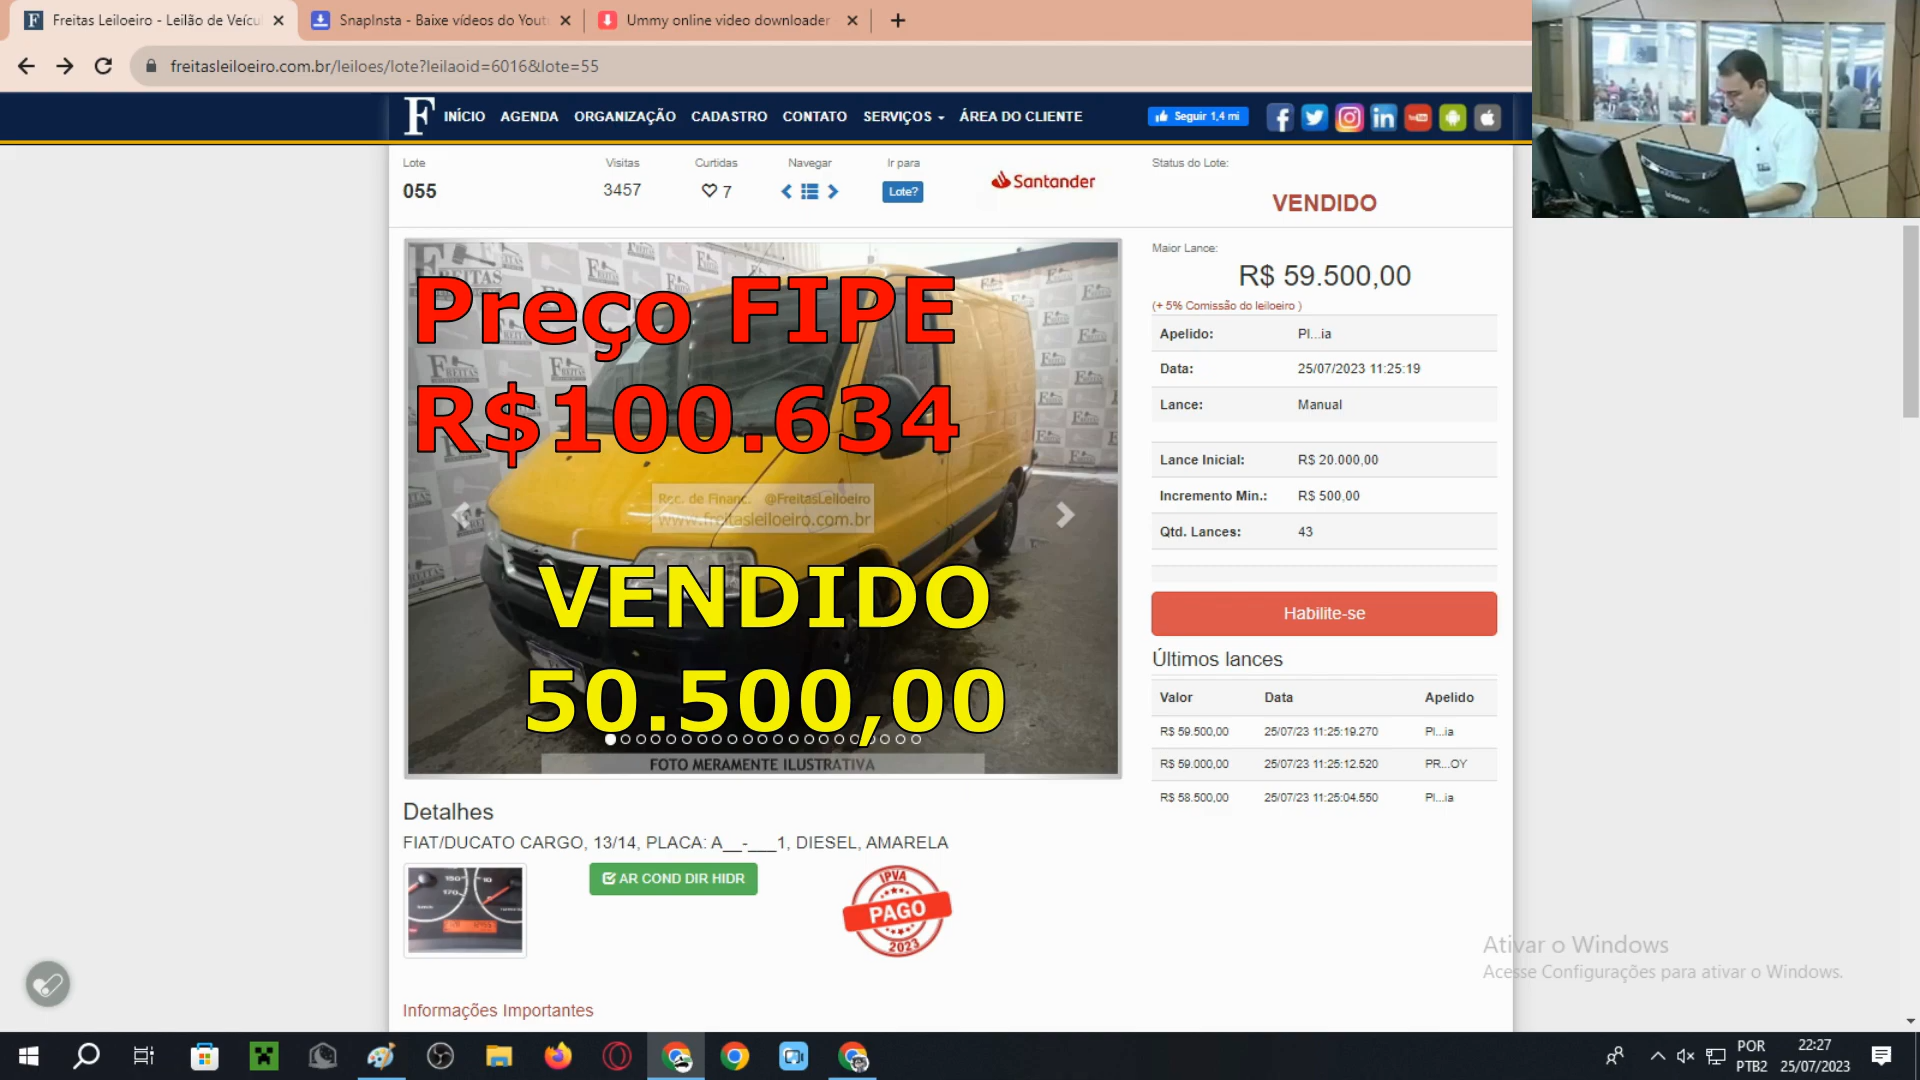 Freitas Leiloeiro - Leilão de Veícu
SnapInsta - Baixe vídeos do Yout
Ummy online video downloader
freitasleiloeiro.com.br/leiloes/lote?leilaoid=6016&lote=55
F INÍCIO AGENDA ORGANIZAÇÃO CADASTRO CONTATO SERVIÇOS ÁREA DO CLIENTE Seguir 1,4 mi
Lote Visitas Curtidas Navegar Ir para
055 3457 7 Lote?
Santander
Status do Lote:
VENDIDO
Preço FIPE
R$100.634
Rec. de Financ. @FreitasLeiloeiro
www.freitasleiloeiro.com.br
VENDIDO
50.500,00
FOTO MERAMENTE ILUSTRATIVA
Maior Lance:
R$ 59.500,00
(+ 5% Comissão do leiloeiro )
Apelido: Pl...ia
Data: 25/07/2023 11:25:19
Lance: Manual
Lance Inicial: R$ 20.000,00
Incremento Min.: R$ 500,00
Qtd. Lances: 43
Habilite-se
Últimos lances
Valor Data Apelido
R$ 59.500,00 25/07/23 11:25:19.270 Pl...ia
R$ 59.000,00 25/07/23 11:25:12.520 PR...OY
R$ 58.500,00 25/07/23 11:25:04.550 Pl...ia
Detalhes
FIAT/DUCATO CARGO, 13/14, PLACA: A__-___1, DIESEL, AMARELA
AR COND DIR HIDR
IPVA
PAGO
2023
Informações Importantes
Ativar o Windows
Acesse Configurações para ativar o Windows.
POR
PTB2
22:27
25/07/2023